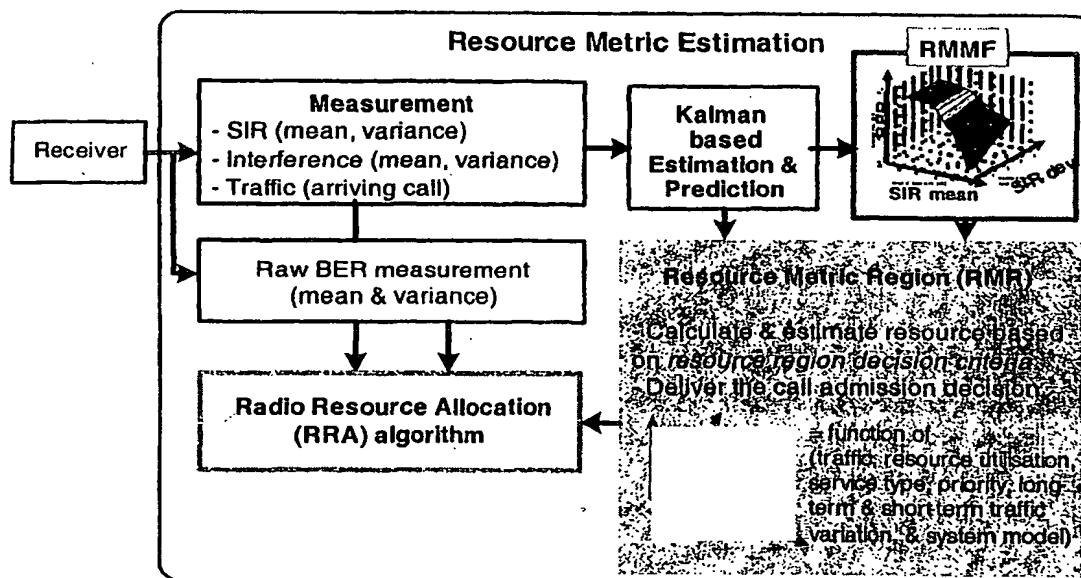 Resource Metric Estimation
RMMF
Receiver
Measurement
- SIR (mean, variance)
- Interference (mean, variance)
- Traffic (arriving call)
Kalman
based
Estimation &
Prediction
BER
SIR mean
SIR dev
Raw BER measurement
(mean & variance)
Radio Resource Allocation
(RRA) algorithm
Resource Metric Region (RMR)
Calculate & estimate resource based
on resource region decision criteria
Deliver the call admission decision
= function of
(traffic, resource utilisation,
service type, priority, long-
term & short-term traffic
variation, & system model)